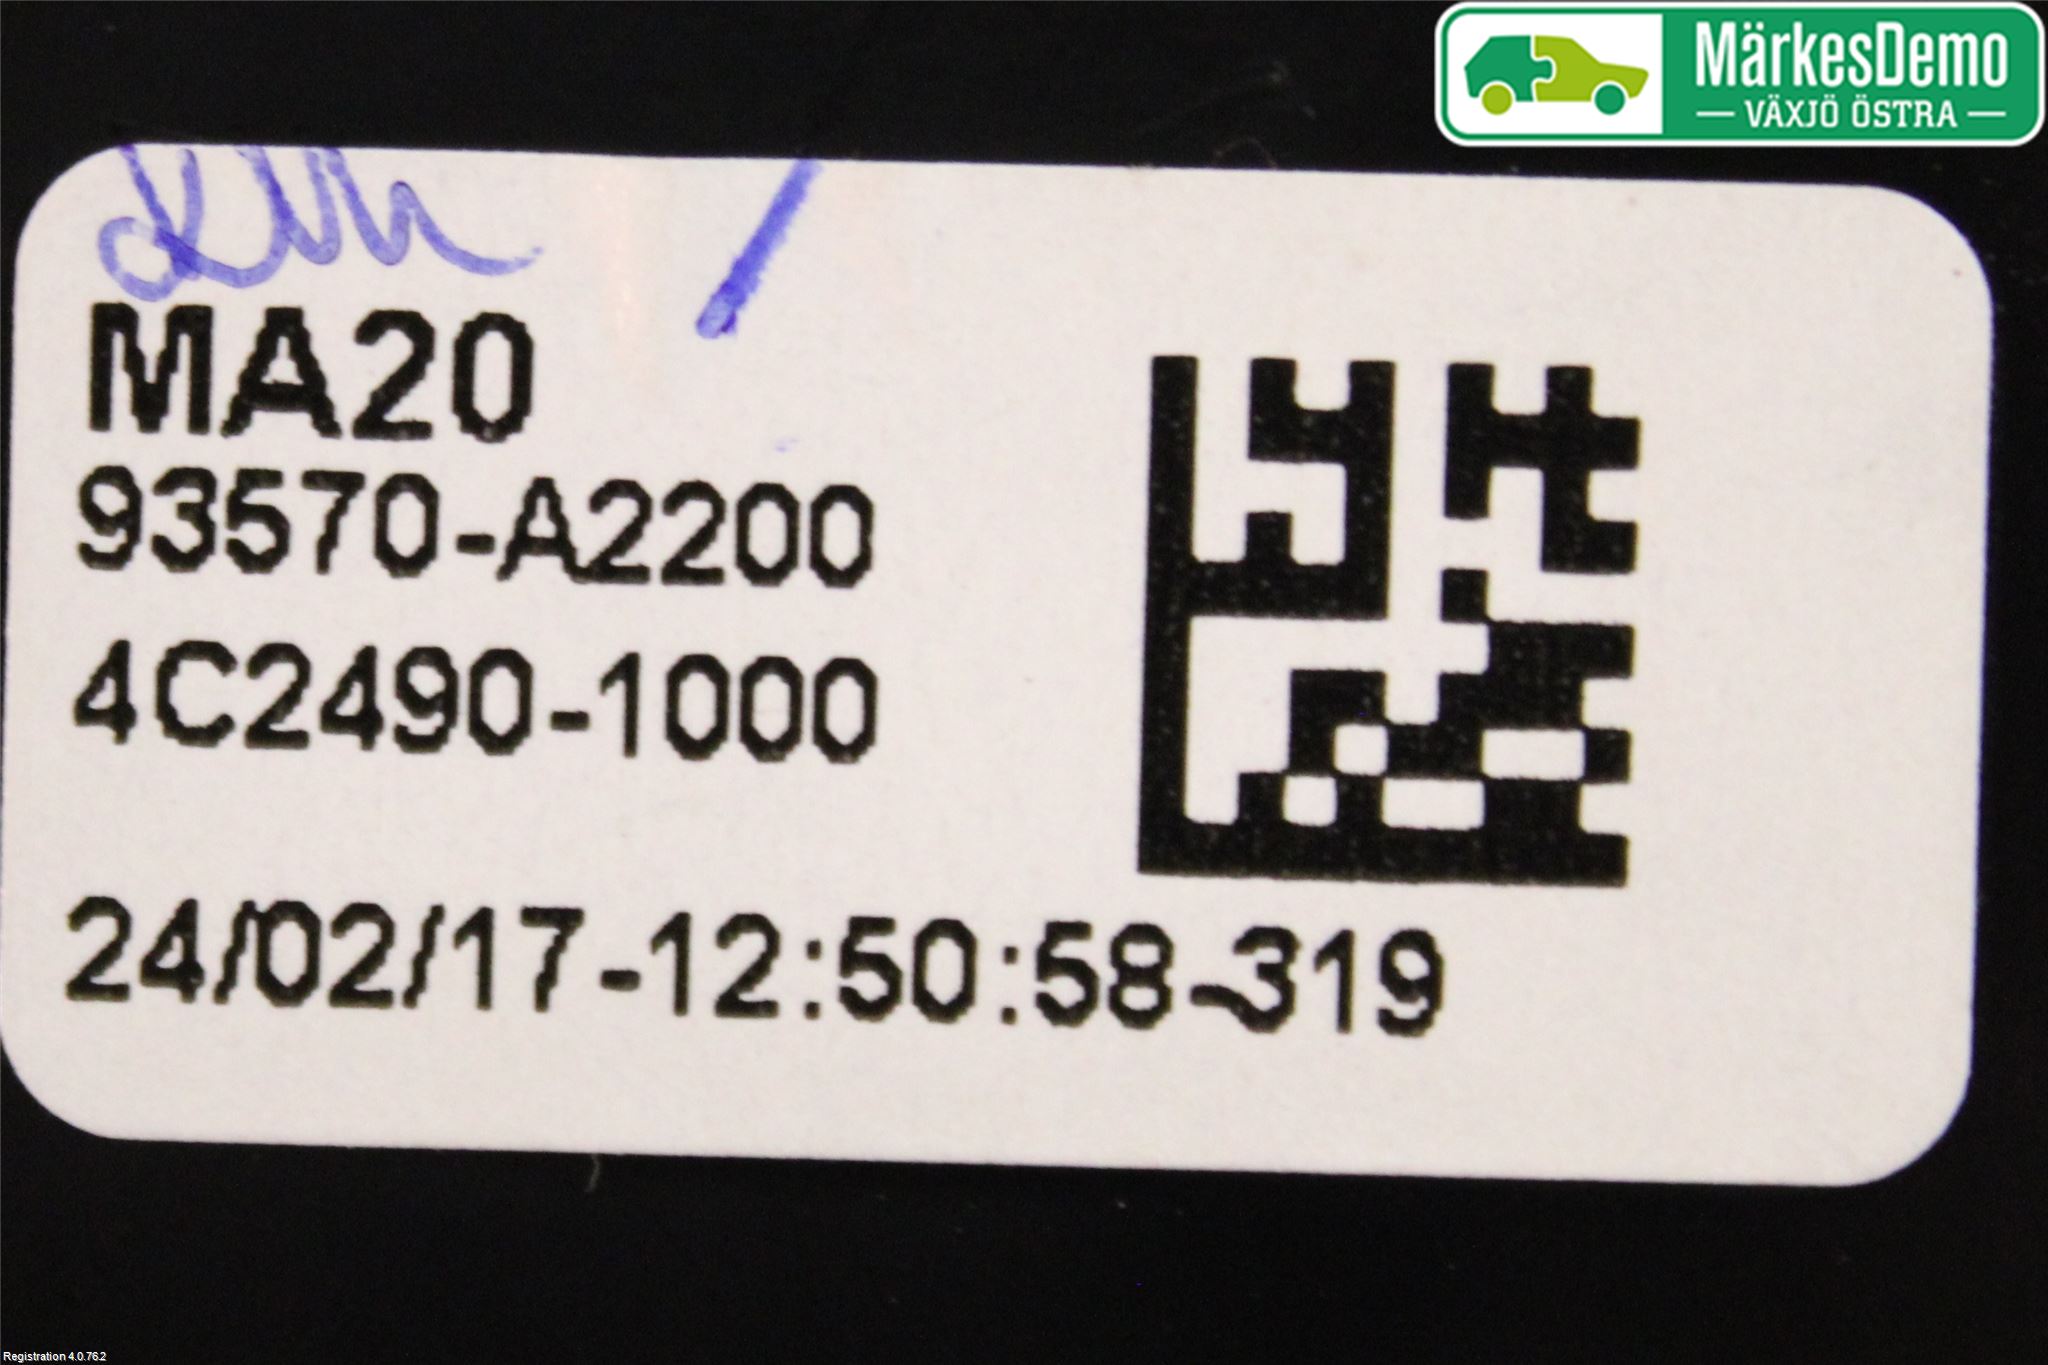 MärkesDemo
VÄXJÖ ÖSTRA
MA20
93570-A2200
4C2490-1000
24/02/17-12:50:58-319
Registration 4.0.76.2